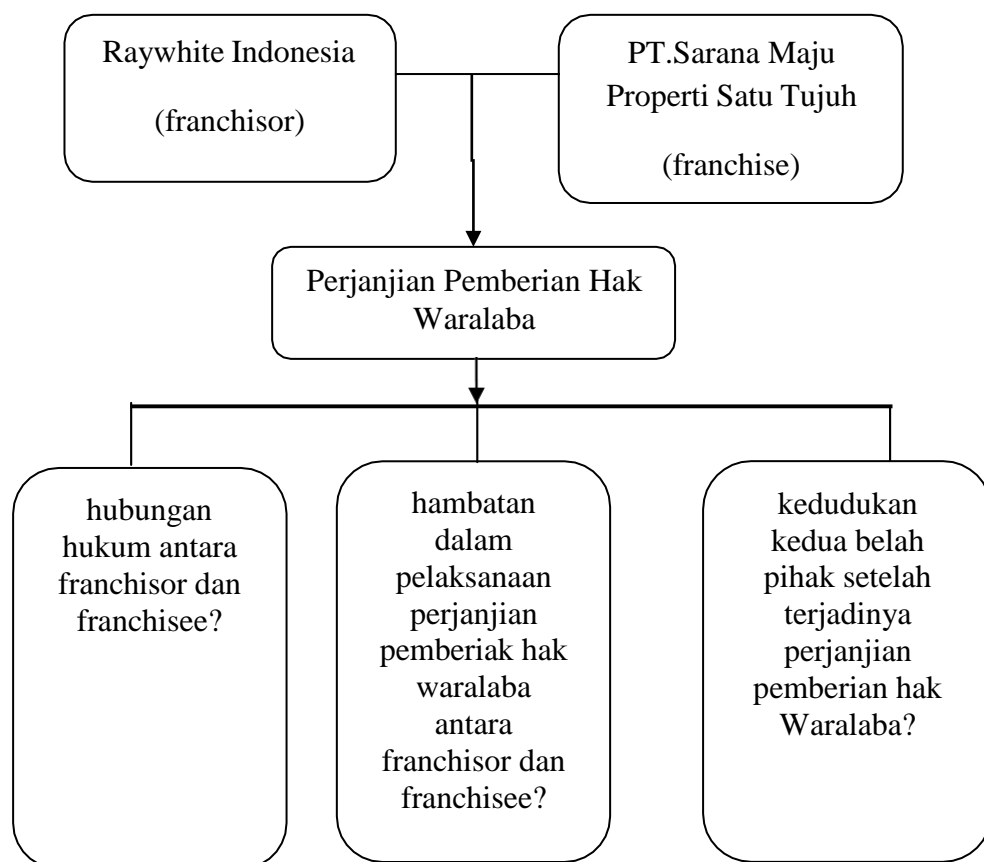 Raywhite Indonesia
(franchisor)
PT.Sarana Maju
Properti Satu Tujuh
(franchise)
Perjanjian Pemberian Hak
Waralaba
hubungan
hukum antara
franchisor dan
franchisee?
hambatan
dalam
pelaksanaan
perjanjian
pemberiak hak
waralaba
antara
franchisor dan
franchisee?
kedudukan
kedua belah
pihak setelah
terjadinya
perjanjian
pemberian hak
Waralaba?